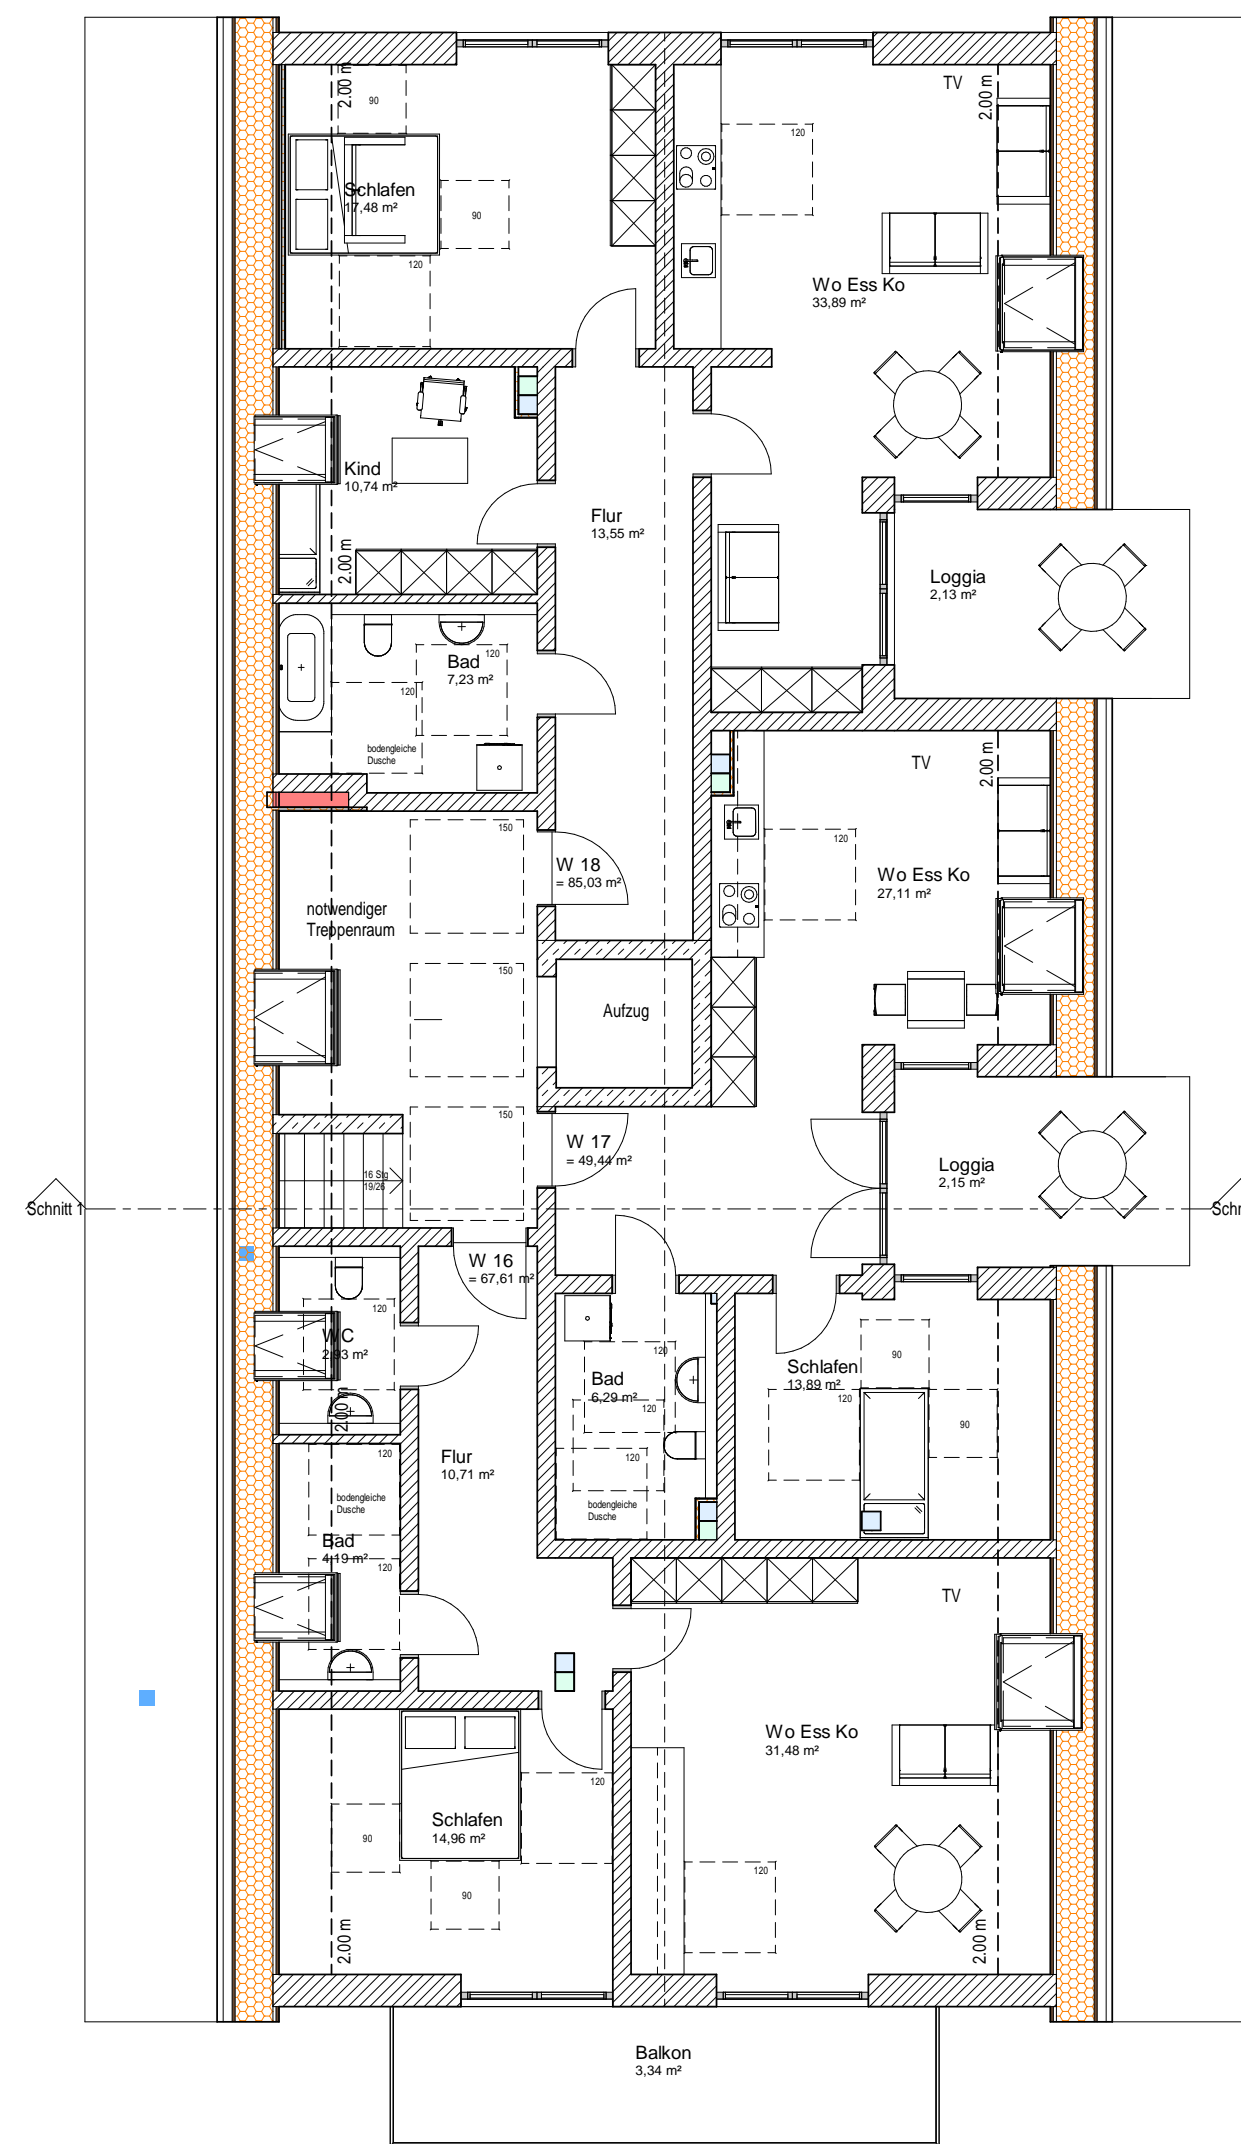 2.00 m
90
TV
2.00 m
120
Schlafen
17,48 m²
90
120
Wo Ess Ko
33,89 m²
Kind
10,74 m²
Flur
13,55 m²
2.00 m
Loggia
2,13 m²
Bad
7,23 m²
120
120
bodengleiche
Dusche
TV
2.00 m
150
120
W 18
= 85,03 m²
Wo Ess Ko
27,11 m²
notwendiger
Treppenraum
150
Aufzug
150
W 17
= 49,44 m²
16 Stg
19/26
Loggia
2,15 m²
Schnitt 1
Schn
W 16
= 67,61 m²
120
WC
2,93 m²
2.00 m
120
Bad
6,29 m²
120
120
bodengleiche
Dusche
90
Schlafen
13,89 m²
120
90
Flur
10,71 m²
120
bodengleiche
Dusche
Bad
4,19 m²
120
TV
Wo Ess Ko
31,48 m²
120
Schlafen
14,96 m²
90
90
120
2.00 m
2.00 m
Balkon
3,34 m²